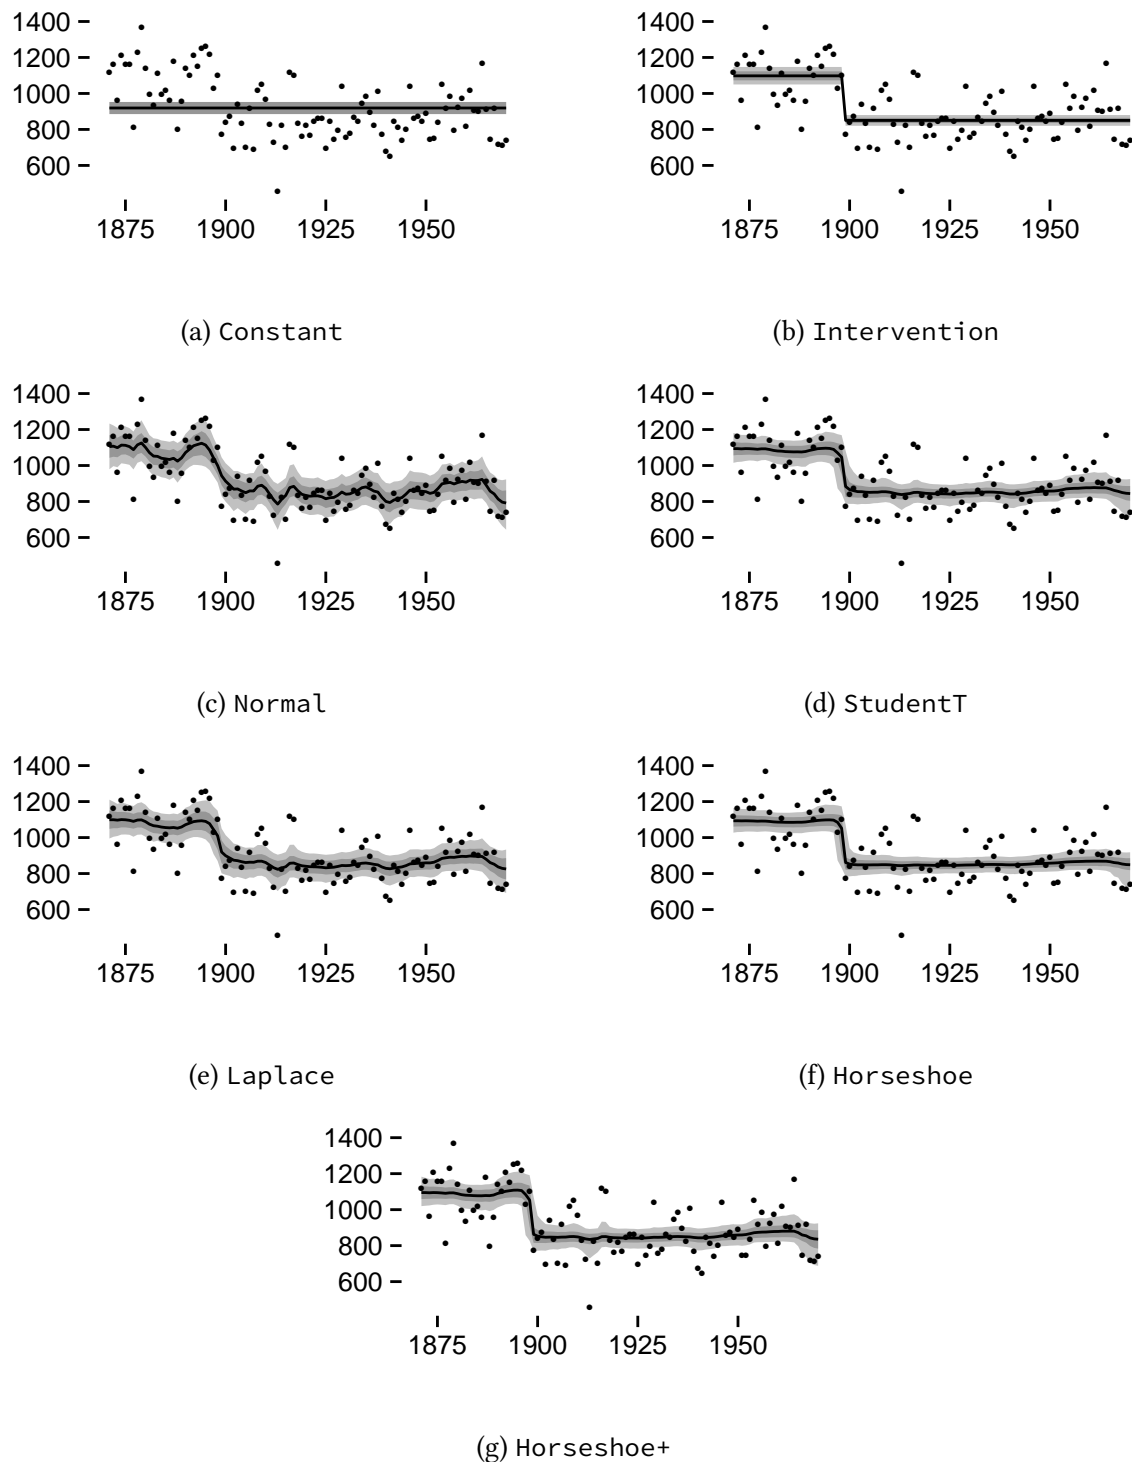 1400 1400
1200 1200
1000 1000
800 800
600 600
1875 1900 1925 1950 1875 1900 1925 1950
(a) Constant (b) Intervention
1400 1400
1200 1200
1000 1000
800 800
600 600
1875 1900 1925 1950 1875 1900 1925 1950
(c) Normal (d) StudentT
1400 1400
1200 1200
1000 1000
800 800
600 600
1875 1900 1925 1950 1875 1900 1925 1950
(e) Laplace (f) Horseshoe
1400
1200
1000
800
600
1875 1900 1925 1950
(g) Horseshoe+